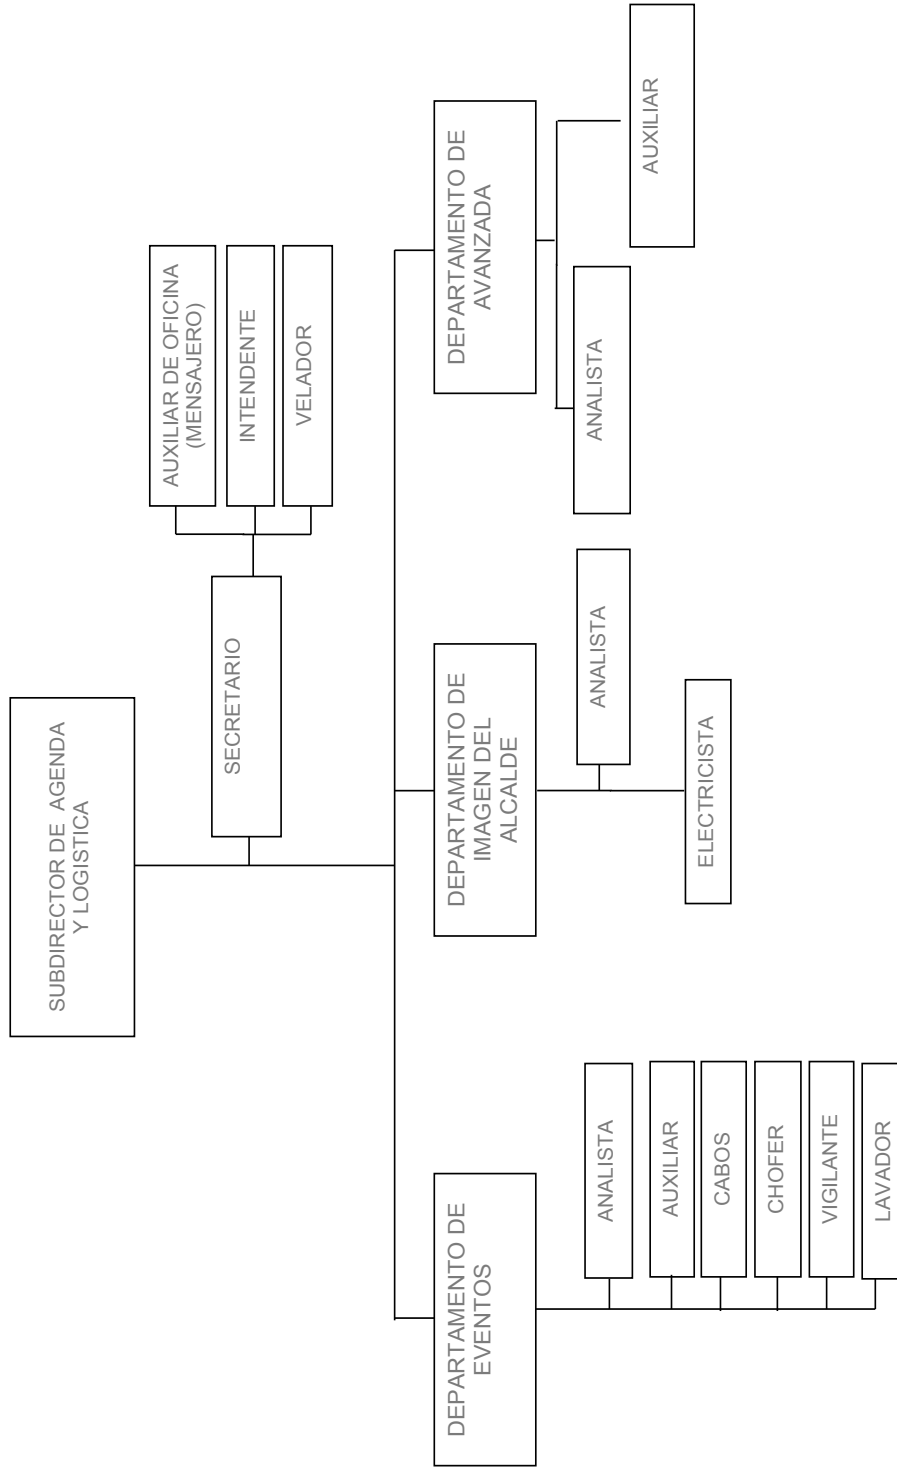 SUBDIRECTOR DE AGENDA
Y LOGISTICA
SECRETARIO
AUXILIAR DE OFICINA
(MENSAJERO)
INTENDENTE
VELADOR
DEPARTAMENTO DE
EVENTOS
DEPARTAMENTO DE
IMAGEN DEL
ALCALDE
DEPARTAMENTO DE
AVANZADA
ANALISTA
AUXILIAR
CABOS
CHOFER
VIGILANTE
LAVADOR
ANALISTA
ELECTRICISTA
ANALISTA
AUXILIAR